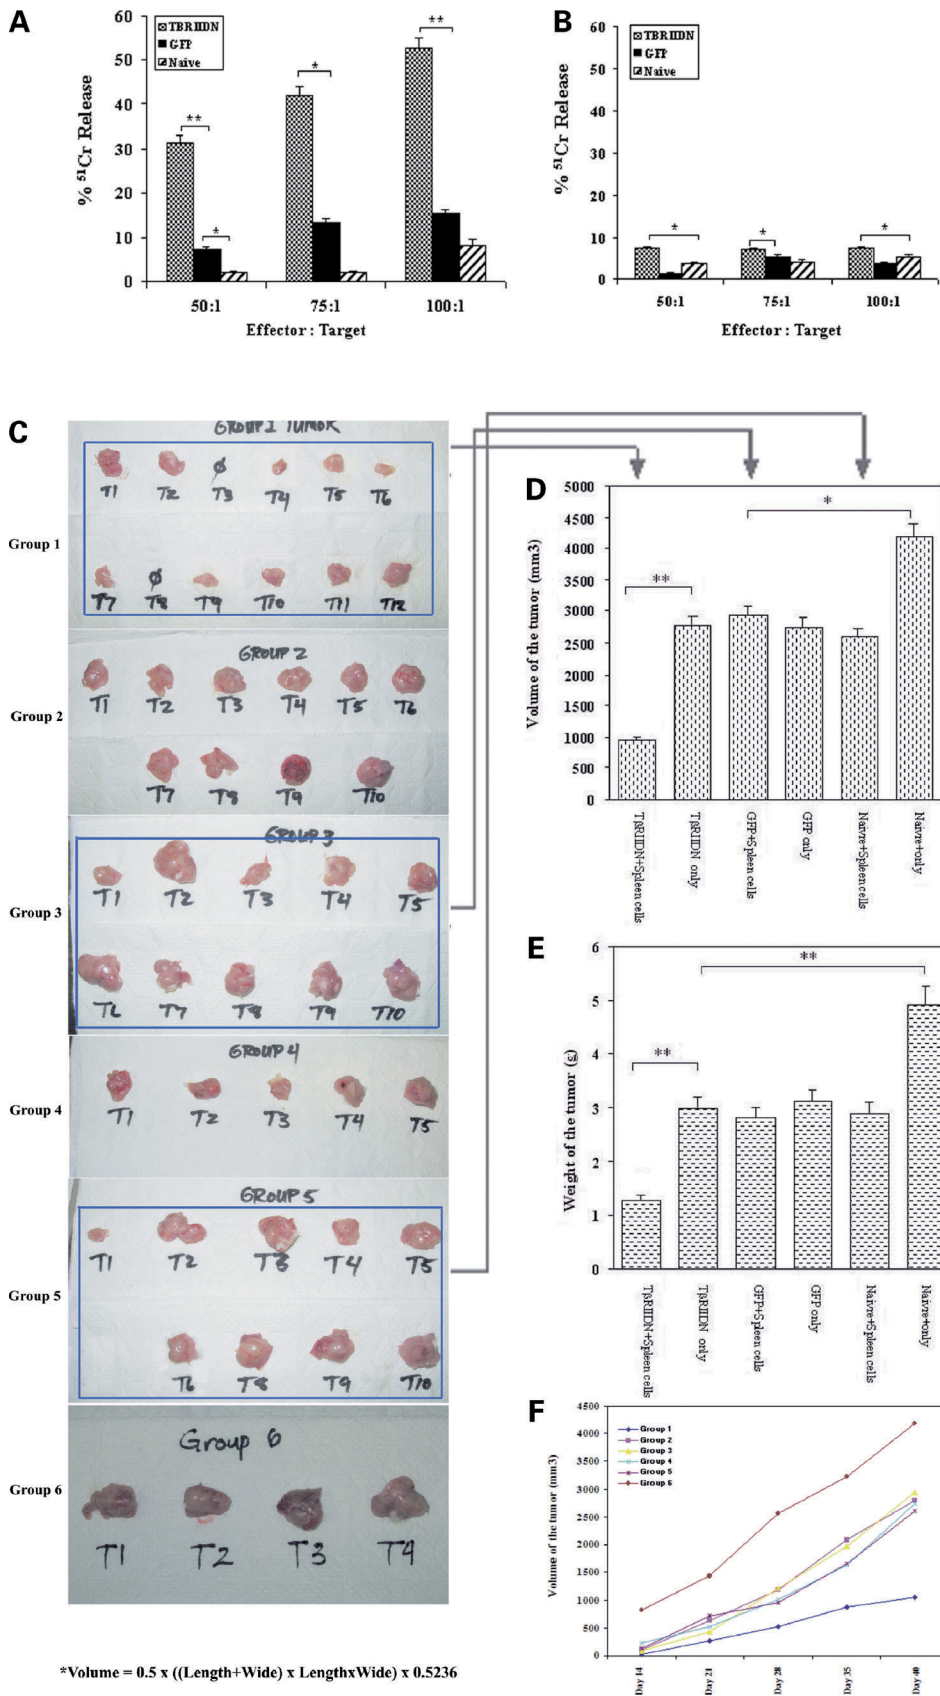 A
TBRIIDN
GFP
Naive
% 51Cr Release
60
50
40
30
20
10
0
**
*
*
**
50:1
75:1
100:1
Effector : Target
B
TBRIIDN
GFP
Naive
% 51Cr Release
60
50
40
30
20
10
0
*
*
*
50:1
75:1
100:1
Effector : Target
C
Group 1
GROUP 1 TUMOR
T1 T2 T3 T4 T5 T6
T7 T8 T9 T10 T11 T12
Group 2
GROUP 2
T1 T2 T3 T4 T5 T6
T7 T8 T9 T10
Group 3
GROUP 3
T1 T2 T3 T4 T5
T6 T7 T8 T9 T10
Group 4
GROUP 4
T1 T2 T3 T4 T5
Group 5
GROUP 5
T1 T2 T3 T4 T5
T6 T8 T9 T10
Group 6
Group 6
T1 T2 T3 T4
*Volume = 0.5 x ((Length+Wide) x LengthxWide) x 0.5236
D
Volume of the tumor (mm3)
5000
4500
4000
3500
3000
2500
2000
1500
1000
500
0
**
*
TβRIIDN+Spleen cells
TβRIIDN only
GFP+Spleen cells
GFP only
Naivre+Spleen cells
Naivre+only
E
Weight of the tumor (g)
6
5
4
3
2
1
0
**
**
TβRIIDN+Spleen cells
TβRIIDN only
GFP+Spleen cells
GFP only
Naivre+Spleen cells
Naivre+only
F
Volume of the tumor (mm3)
4500
4000
3500
3000
2500
2000
1500
1000
500
0
Group 1
Group 2
Group 3
Group 4
Group 5
Group 6
Day 14
Day 21
Day 28
Day 35
Day 40